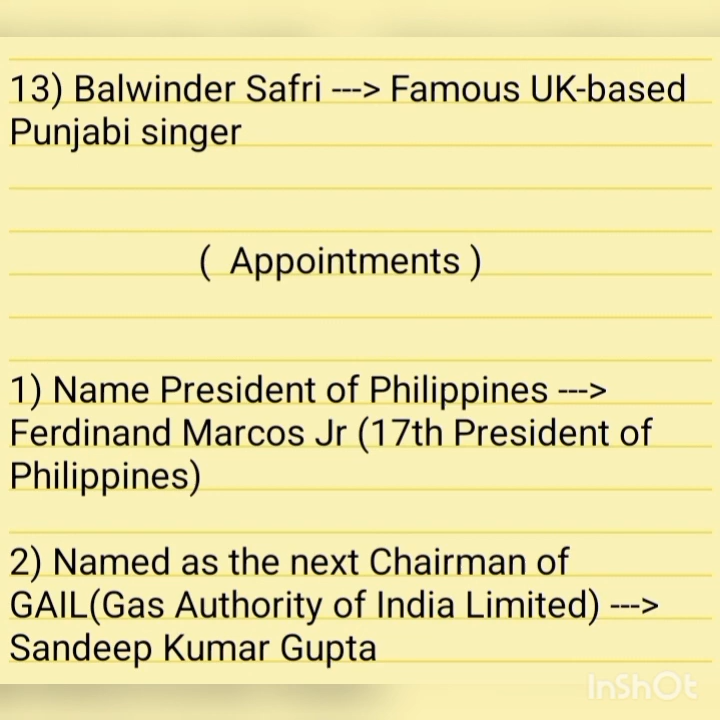 13) Balwinder Safri ---> Famous UK-based
Punjabi singer
( Appointments )
1) Name President of Philippines --->
Ferdinand Marcos Jr (17th President of
Philippines)
2) Named as the next Chairman of
GAIL(Gas Authority of India Limited) --->
Sandeep Kumar Gupta
InShOt